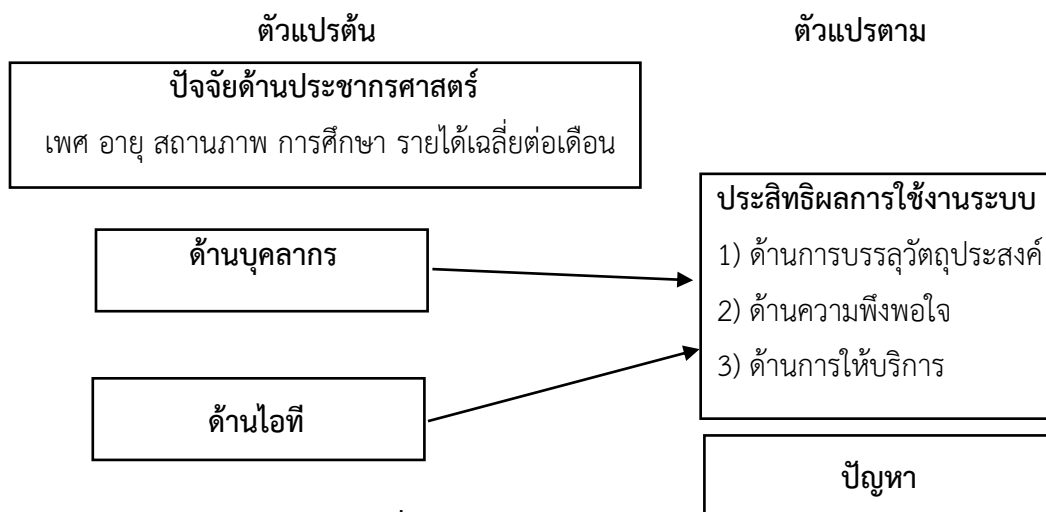 ตัวแปรต้น
ตัวแปรตาม
ปัจจัยด้านประชากรศาสตร์
เพศ อายุ สถานภาพ การศึกษา รายได้เฉลี่ยต่อเดือน
ด้านบุคลากร
ด้านไอที
ประสิทธิผลการใช้งานระบบ
1) ด้านการบรรลุวัตถุประสงค์
2) ด้านความพึงพอใจ
3) ด้านการให้บริการ
ปัญหา